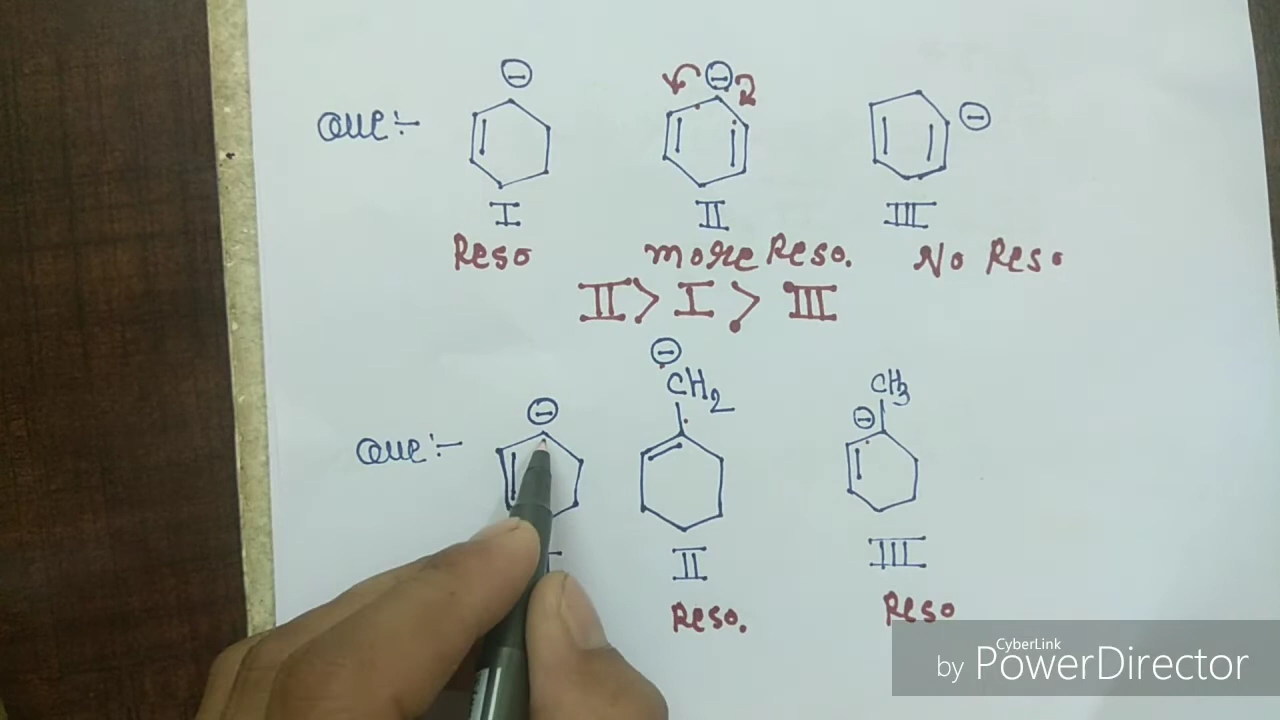 Que:-
⊖ ⊖ ⊖
I II III
Reso more Reso. No Reso
II > I > III
Que:-
⊖ ⊖ ⊖
CH2 CH3
II III
Reso. Reso
CyberLink
by PowerDirector